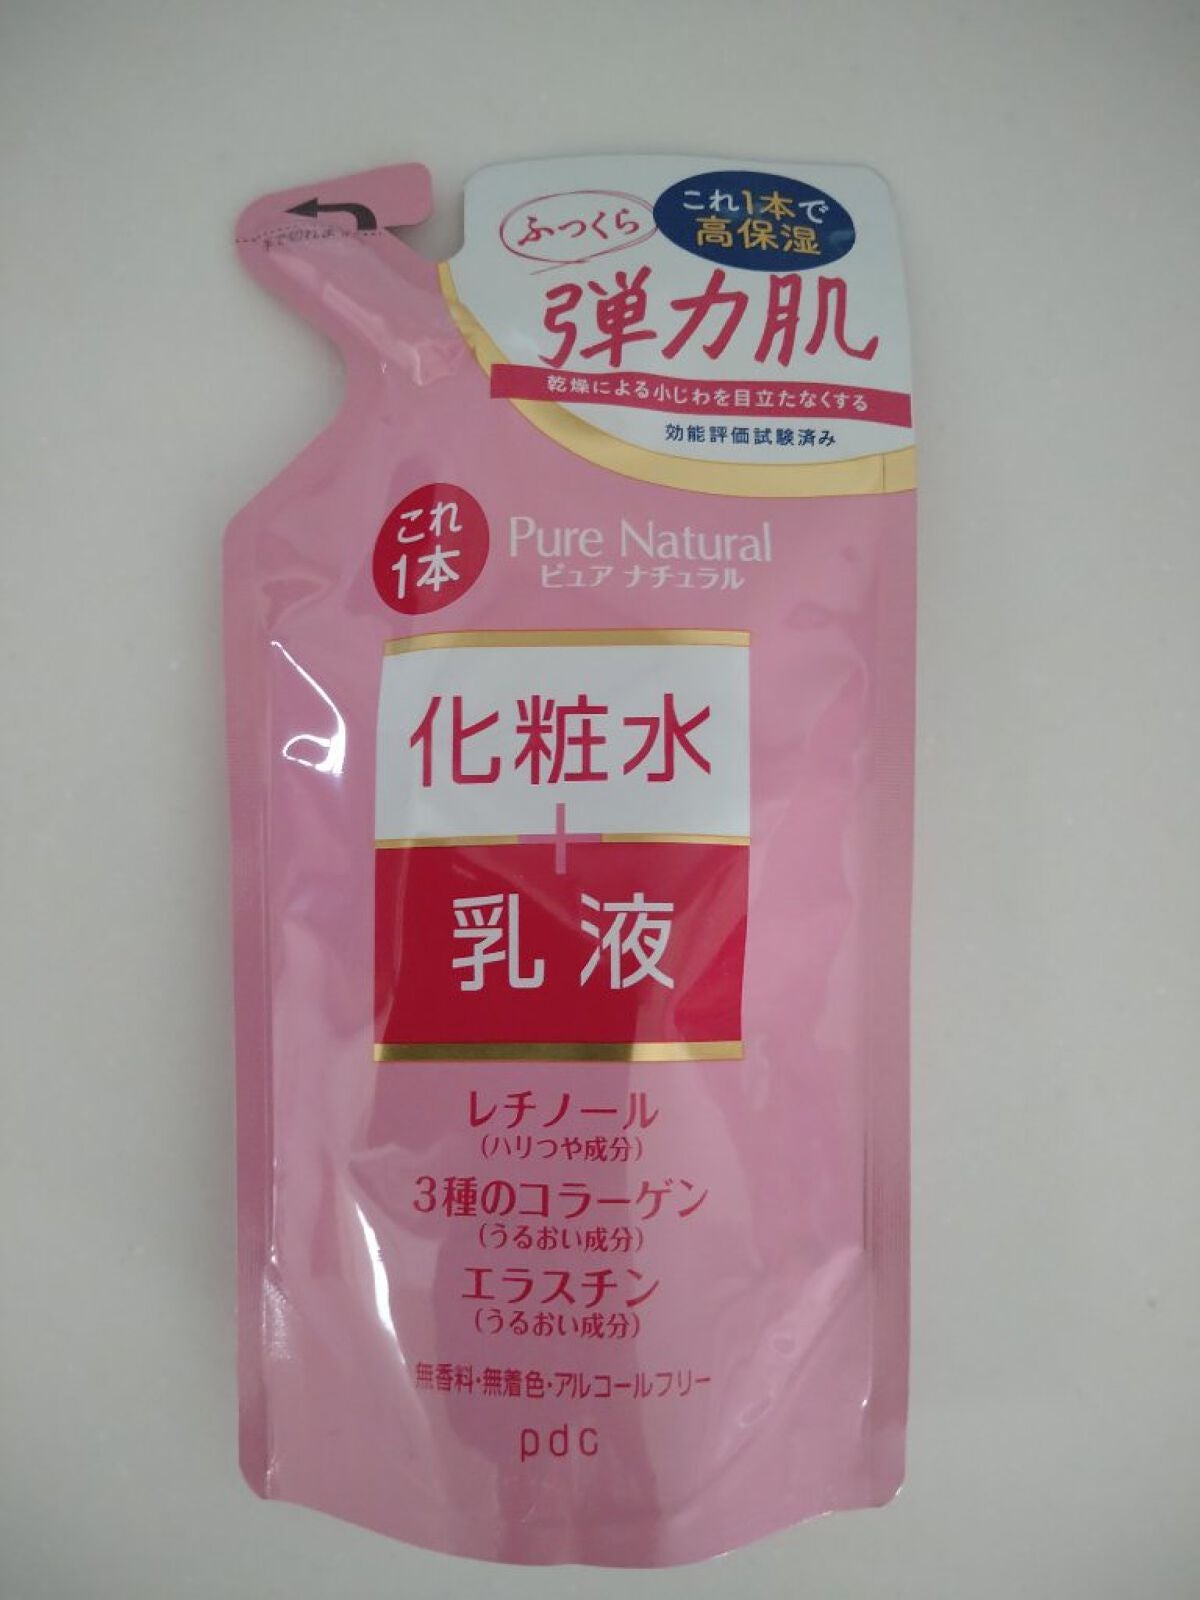 ふっくら
これ1本で
高保湿
弾力肌
乾燥による小じわを目立たなくする
効能評価試験済み
これ
1本
Pure Natural
ピュア ナチュラル
化粧水
+
乳液
レチノール
(ハリつや成分)
3種のコラーゲン
(うるおい成分)
エラスチン
(うるおい成分)
無香料・無着色・アルコールフリー
pdc